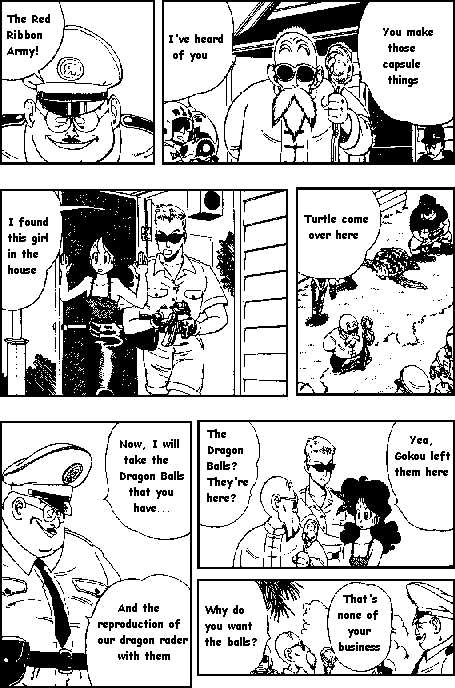 The Red
Ribbon
Army!
I've heard
of you
You make
those
capsule
things
I found
this girl
in the
house
Turtle come
over here
Now, I will
take the
Dragon Balls
that you
have...
And the
reproduction of
our dragon rader
with them
The
Dragon
Balls?
They're
here?
Yea,
Gokou left
them here
Why do
you want
the balls?
That's
none of
your
business